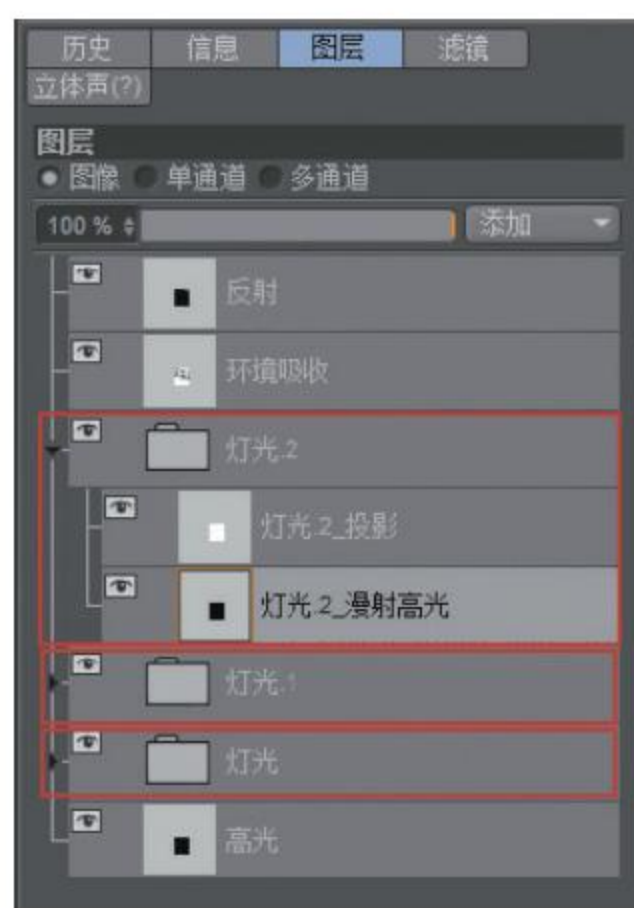 历史 信息 图层 滤镜
立体声(?)
图层
图像 单通道 多通道
100 % 添加
反射
环境吸收
灯光.2
灯光.2_投影
灯光.2_漫射高光
灯光.1
灯光
高光